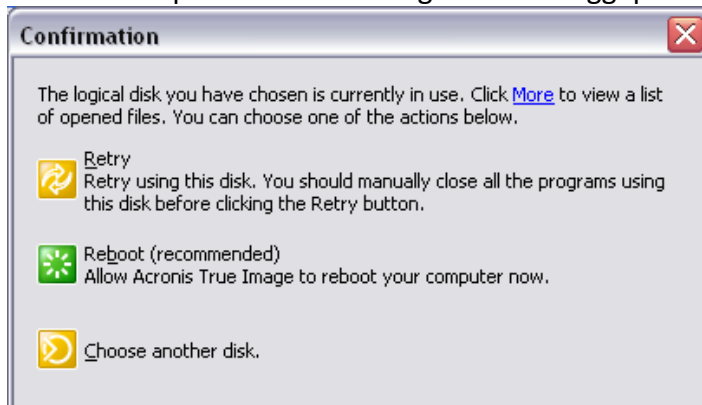 Confirmation
The logical disk you have chosen is currently in use. Click More to view a list
of opened files. You can choose one of the actions below.
Retry
Retry using this disk. You should manually close all the programs using
this disk before clicking the Retry button.
Reboot (recommended)
Allow Acronis True Image to reboot your computer now.
Choose another disk.